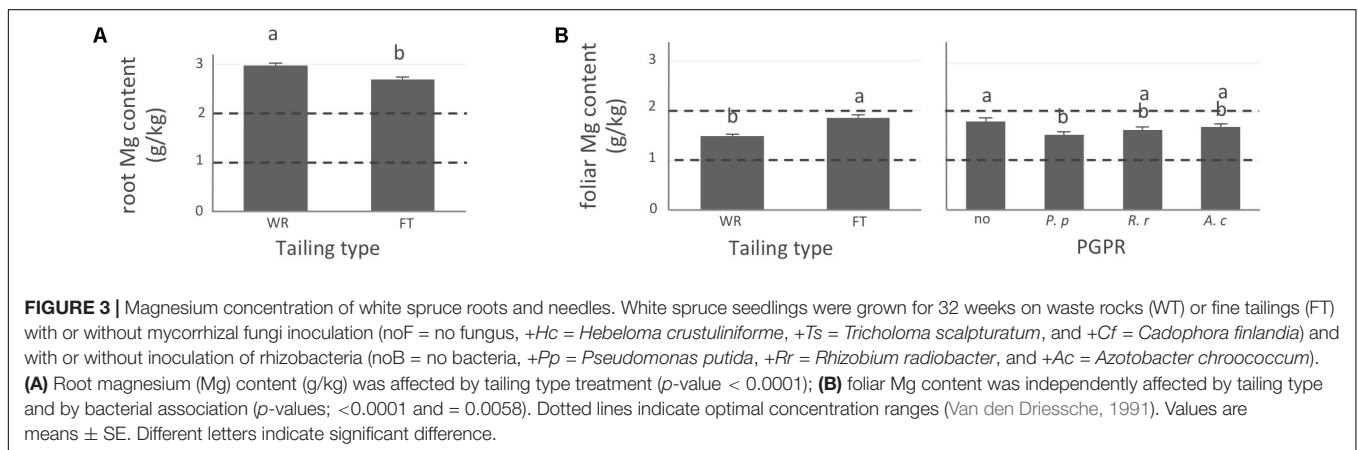 A
B
a
b
3
2
1
0
root Mg content
(g/kg)
WR
FT
Tailing type
3
2
1
0
foliar Mg content
(g/kg)
b
a
WR
FT
Tailing type
a
b
a
b
a
b
no
P. p
R. r
A. c
PGPR
FIGURE 3 | Magnesium concentration of white spruce roots and needles. White spruce seedlings were grown for 32 weeks on waste rocks (WT) or fine tailings (FT)
with or without mycorrhizal fungi inoculation (noF = no fungus, +Hc = Hebeloma crustuliniforme, +Ts = Tricholoma scalpturatum, and +Cf = Cadophora finlandia) and
with or without inoculation of rhizobacteria (noB = no bacteria, +Pp = Pseudomonas putida, +Rr = Rhizobium radiobacter, and +Ac = Azotobacter chroococcum).
(A) Root magnesium (Mg) content (g/kg) was affected by tailing type treatment (p-value < 0.0001); (B) foliar Mg content was independently affected by tailing type
and by bacterial association (p-values; <0.0001 and = 0.0058). Dotted lines indicate optimal concentration ranges (Van den Driessche, 1991). Values are
means ± SE. Different letters indicate significant difference.